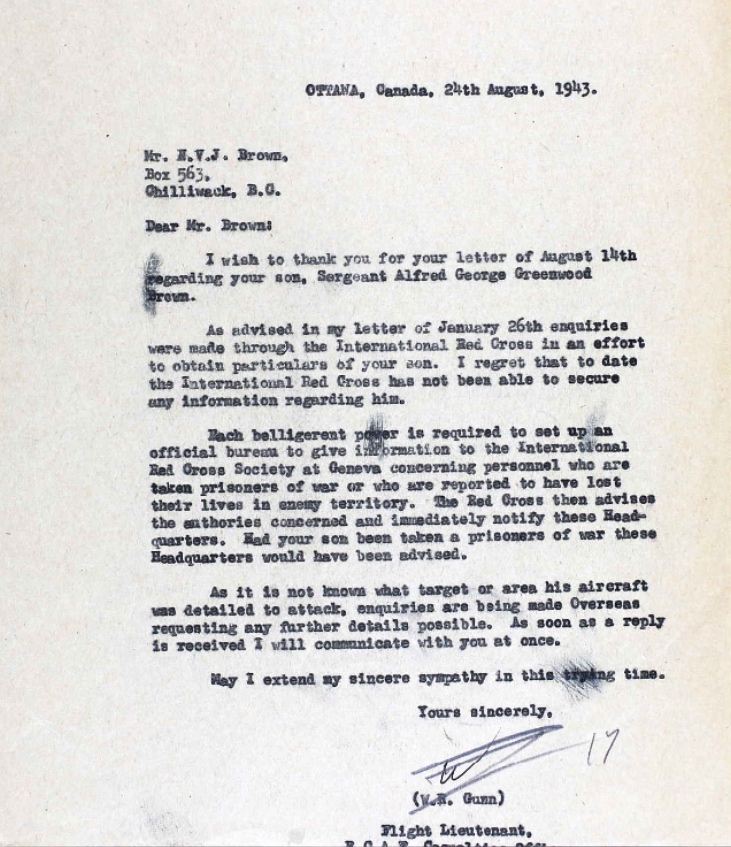 OTTAWA, Canada, 24th August, 1943.
Mr. H.V.J. Brown,
Box 563,
Chilliwack, B.C.
Dear Mr. Brown:
I wish to thank you for your letter of August 14th
regarding your son, Sergeant Alfred George Greenwood
Brown.
As advised in my letter of January 26th enquiries
were made through the International Red Cross in an effort
to obtain particulars of your son. I regret that to date
the International Red Cross has not been able to secure
any information regarding him.
Each belligerent power is required to set up an
official bureau to give information to the International
Red Cross Society at Geneva concerning personnel who are
taken prisoners of war or who are reported to have lost
their lives in enemy territory. The Red Cross then advises
the authories concerned and immediately notify these Head-
quarters. Had your son been taken a prisoners of war these
Headquarters would have been advised.
As it is not known what target or area his aircraft
was detailed to attack, enquiries are being made Overseas
requesting any further details possible. As soon as a reply
is received I will communicate with you at once.
May I extend my sincere sympathy in this trying time.
Yours sincerely,
17
(W.R. Gunn)
Flight Lieutenant,